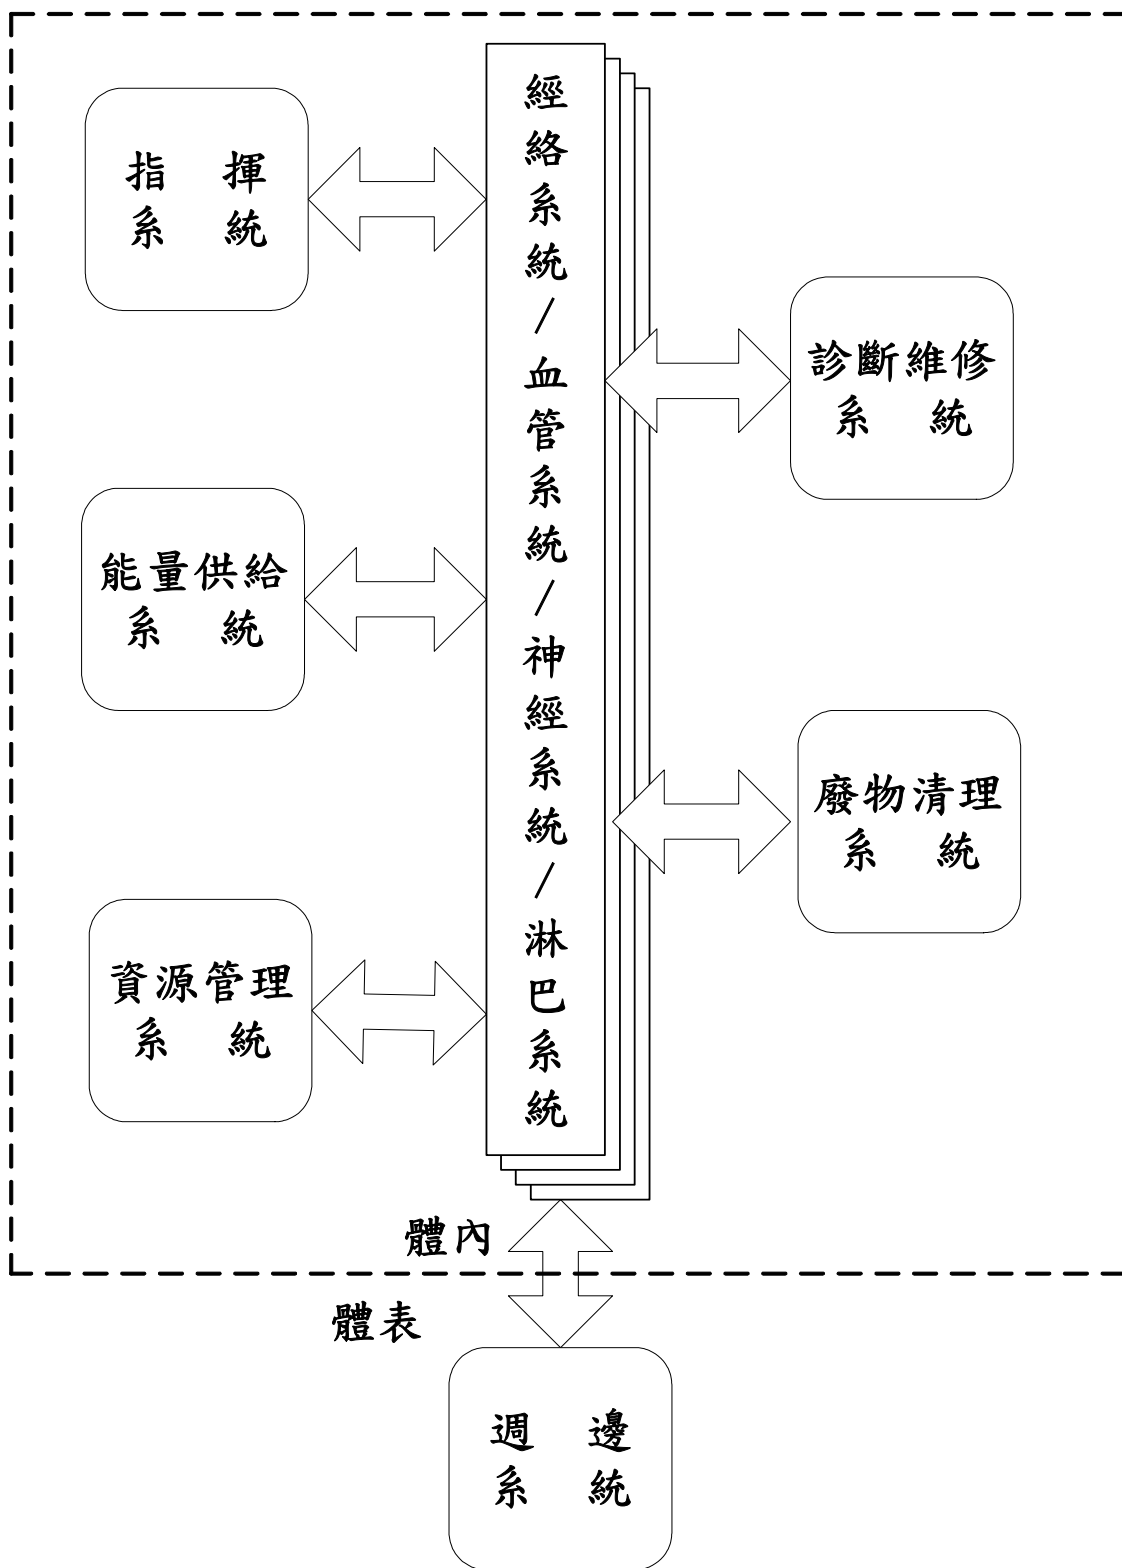 指 揮
系 統
經絡系統/血管系統/神經系統/淋巴系統
診斷維修
系 統
能量供給
系 統
廢物清理
系 統
資源管理
系 統
體內
體表
週 邊
系 統